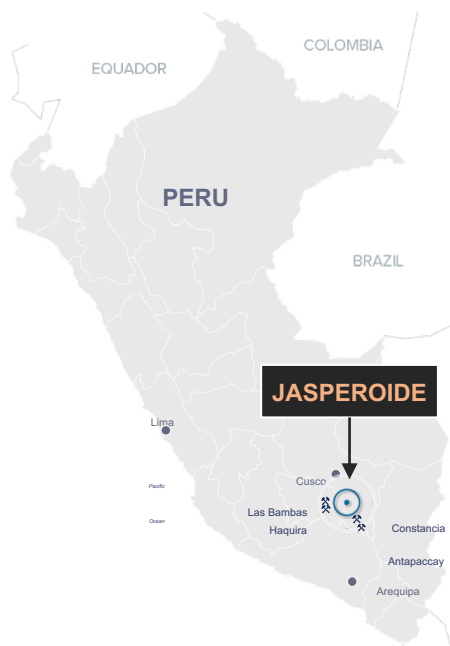 COLOMBIA
EQUADOR
PERU
BRAZIL
JASPEROIDE
Lima
Cusco
Pacific
Las Bambas
Ocean
Constancia
Haquira
Antapaccay
Arequipa